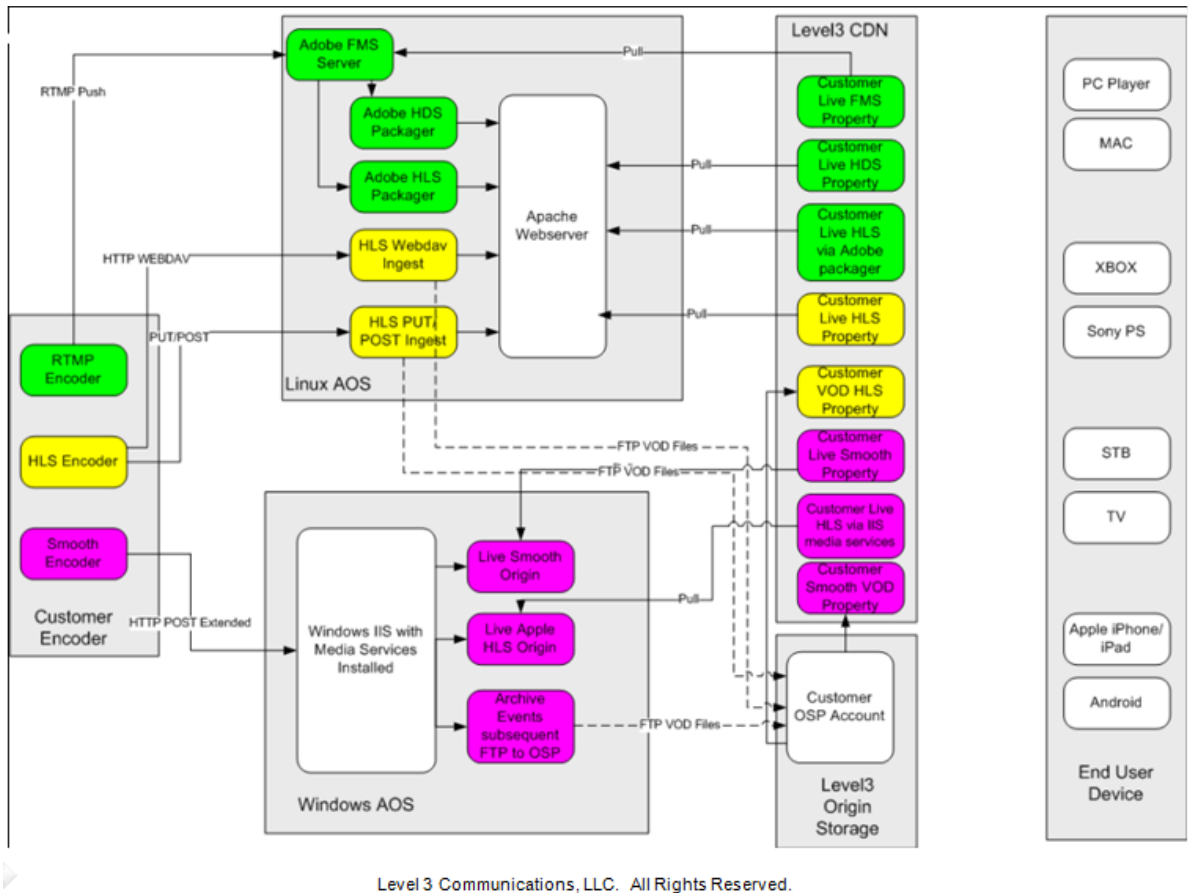 Adobe FMS
Server
Pull
RTMP Push
Adobe HDS
Packager
Adobe HLS
Packager
Apache
Webserver
HTTP WEBDAV
HLS Webdav
Ingest
PUT/POST
HLS PUT/
POST Ingest
Linux AOS
RTMP
Encoder
HLS Encoder
Smooth
Encoder
Customer
Encoder
HTTP POST Extended
Level3 CDN
Customer
Live FMS
Property
Pull
Customer
Live HDS
Property
Pull
Customer
Live HLS
via Adobe
packager
Pull
Customer
Live HLS
Property
Customer
VOD HLS
Property
FTP VOD Files
FTP VOD Files
Customer
Live Smooth
Property
Customer Live
HLS via IIS
media services
Customer
Smooth VOD
Property
Windows IIS with
Media Services
Installed
Live Smooth
Origin
Live Apple
HLS Origin
Pull
Archive
Events
subsequent
FTP to OSP
FTP VOD Files
Windows AOS
Customer
OSP Account
Level3
Origin
Storage
PC Player
MAC
XBOX
Sony PS
STB
TV
Apple iPhone/
iPad
Android
End User
Device
Level 3 Communications, LLC. All Rights Reserved.